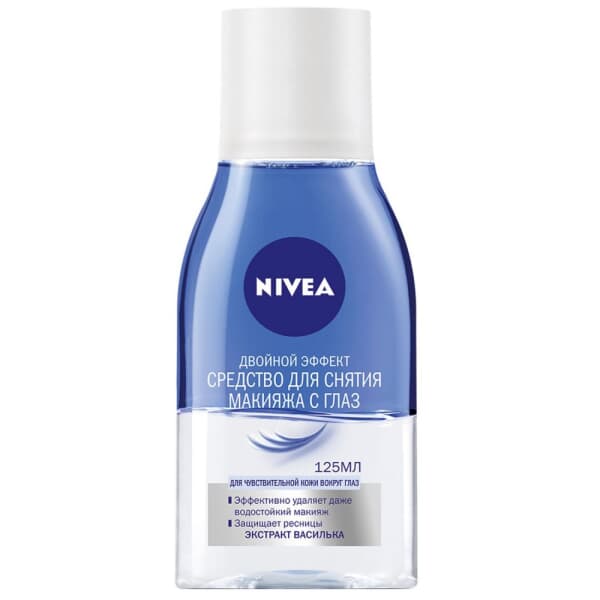 NIVEA
ДВОЙНОЙ ЭФФЕКТ
СРЕДСТВО ДЛЯ СНЯТИЯ
МАКИЯЖА С ГЛАЗ
125МЛ
ДЛЯ ЧУВСТВИТЕЛЬНОЙ КОЖИ ВОКРУГ ГЛАЗ
Эффективно удаляет даже
водостойкий макияж
Защищает ресницы
ЭКСТРАКТ ВАСИЛЬКА